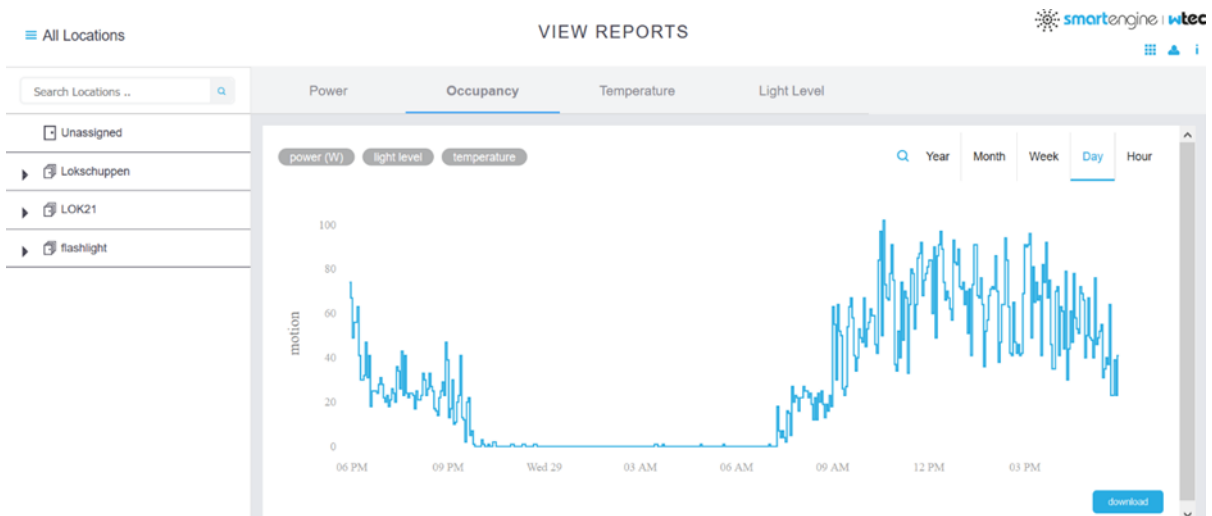 All Locations
VIEW REPORTS
smartengine | wtec
i
Search Locations ..
Power Occupancy Temperature Light Level
Unassigned
Lokschuppen
LOK21
flashlight
power (W) light level temperature
Year Month Week Day Hour
100
80
60
40
20
0
motion
06 PM 09 PM Wed 29 03 AM 06 AM 09 AM 12 PM 03 PM
download